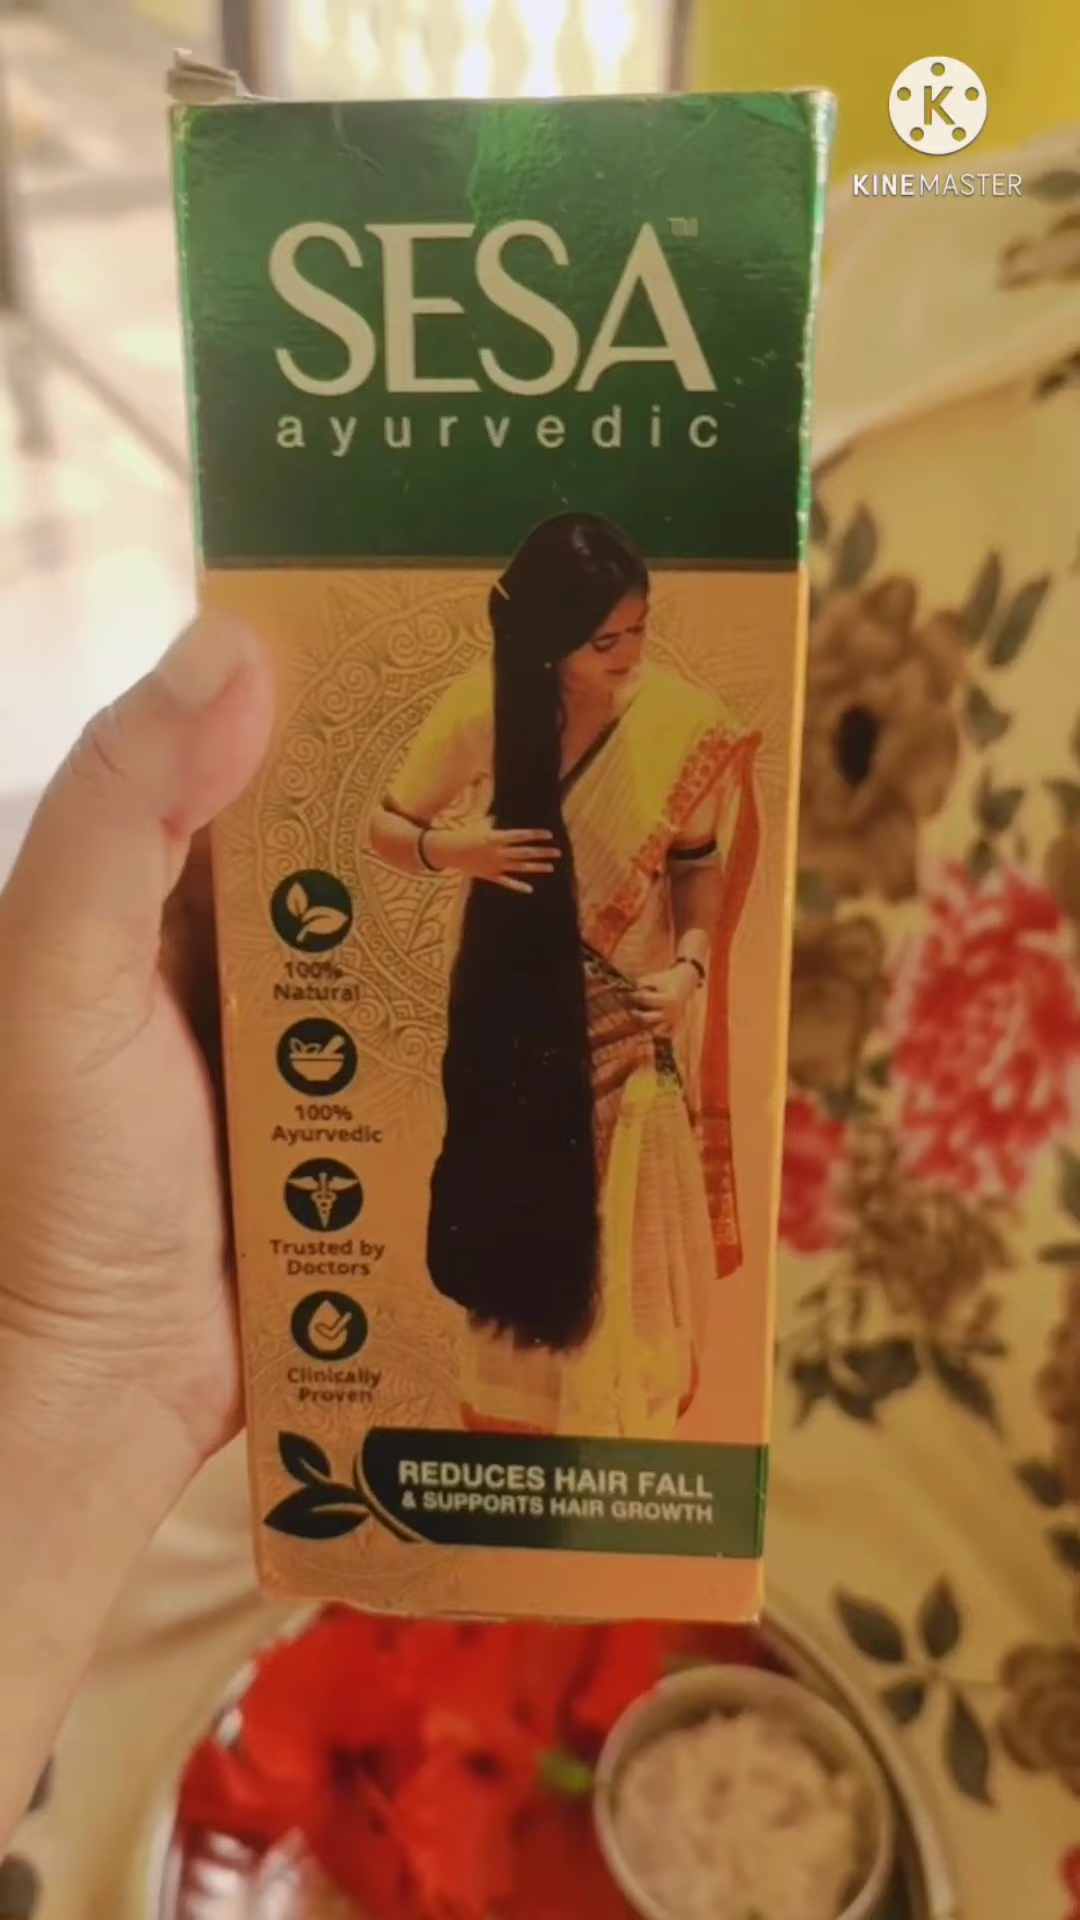 K
KINEMASTER
SESA™
ayurvedic
100%
Natural
100%
Ayurvedic
Trusted by
Doctors
Clinically
Proven
REDUCES HAIR FALL
& SUPPORTS HAIR GROWTH